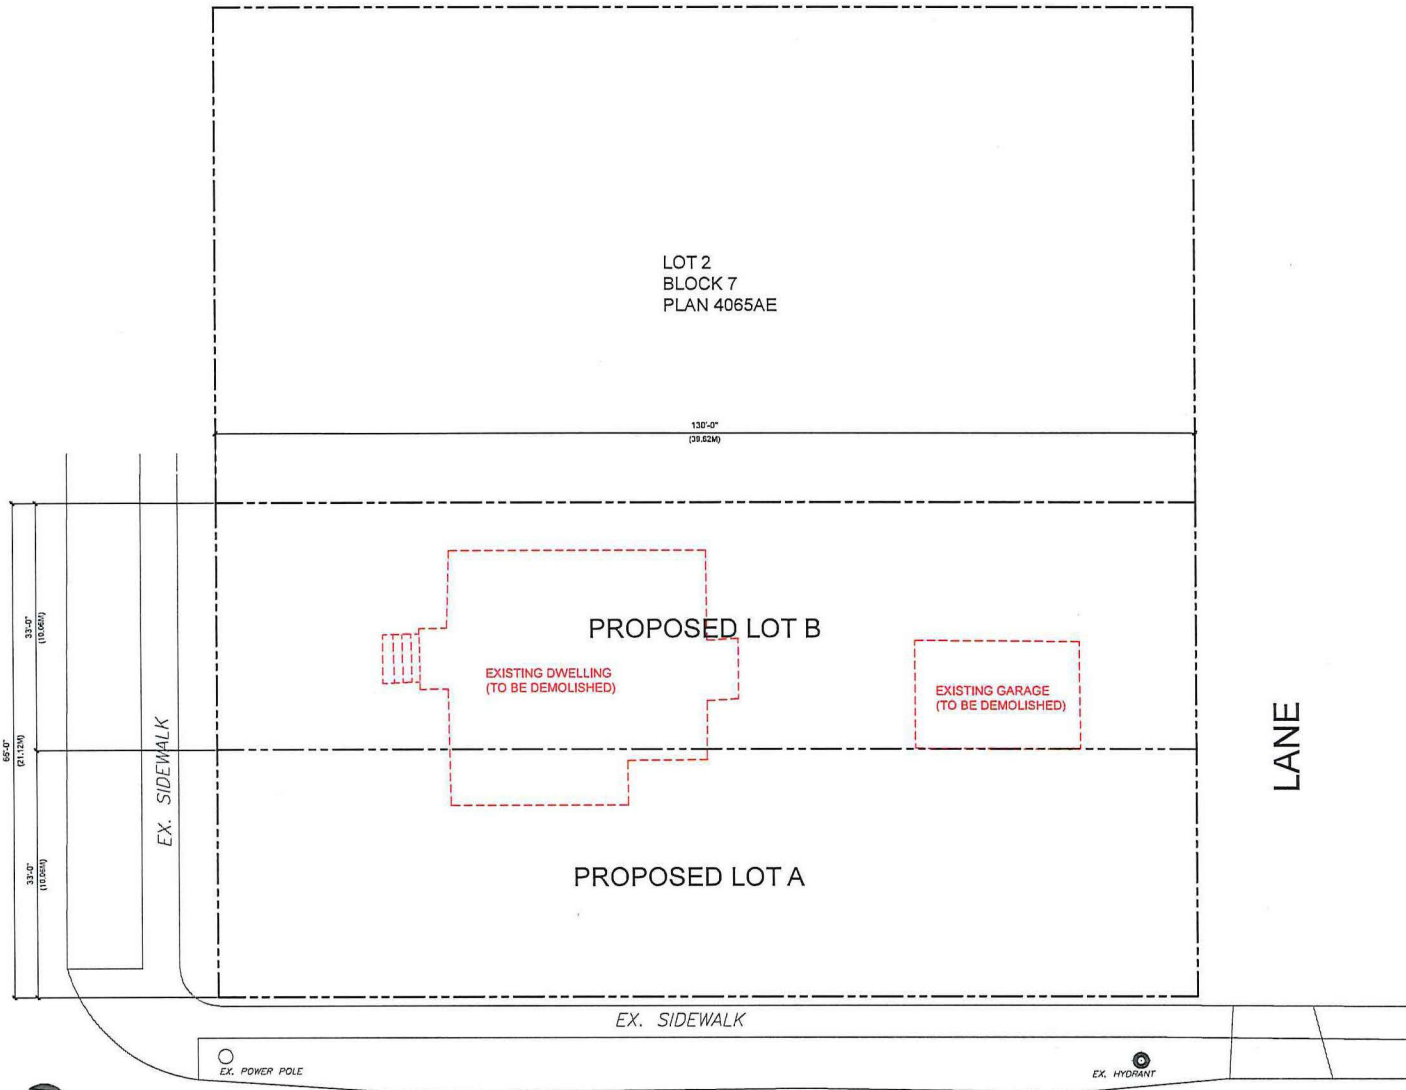 LOT 2
BLOCK 7
PLAN 4065AE
130'-0"
(39.62M)
33'-0"
(10.06M)
PROPOSED LOT B
EXISTING DWELLING
(TO BE DEMOLISHED)
EXISTING GARAGE
(TO BE DEMOLISHED)
66'-0"
(21.12M)
EX. SIDEWALK
LANE
33'-0"
(10.06M)
PROPOSED LOT A
EX. SIDEWALK
EX. POWER POLE
EX. HYDRANT